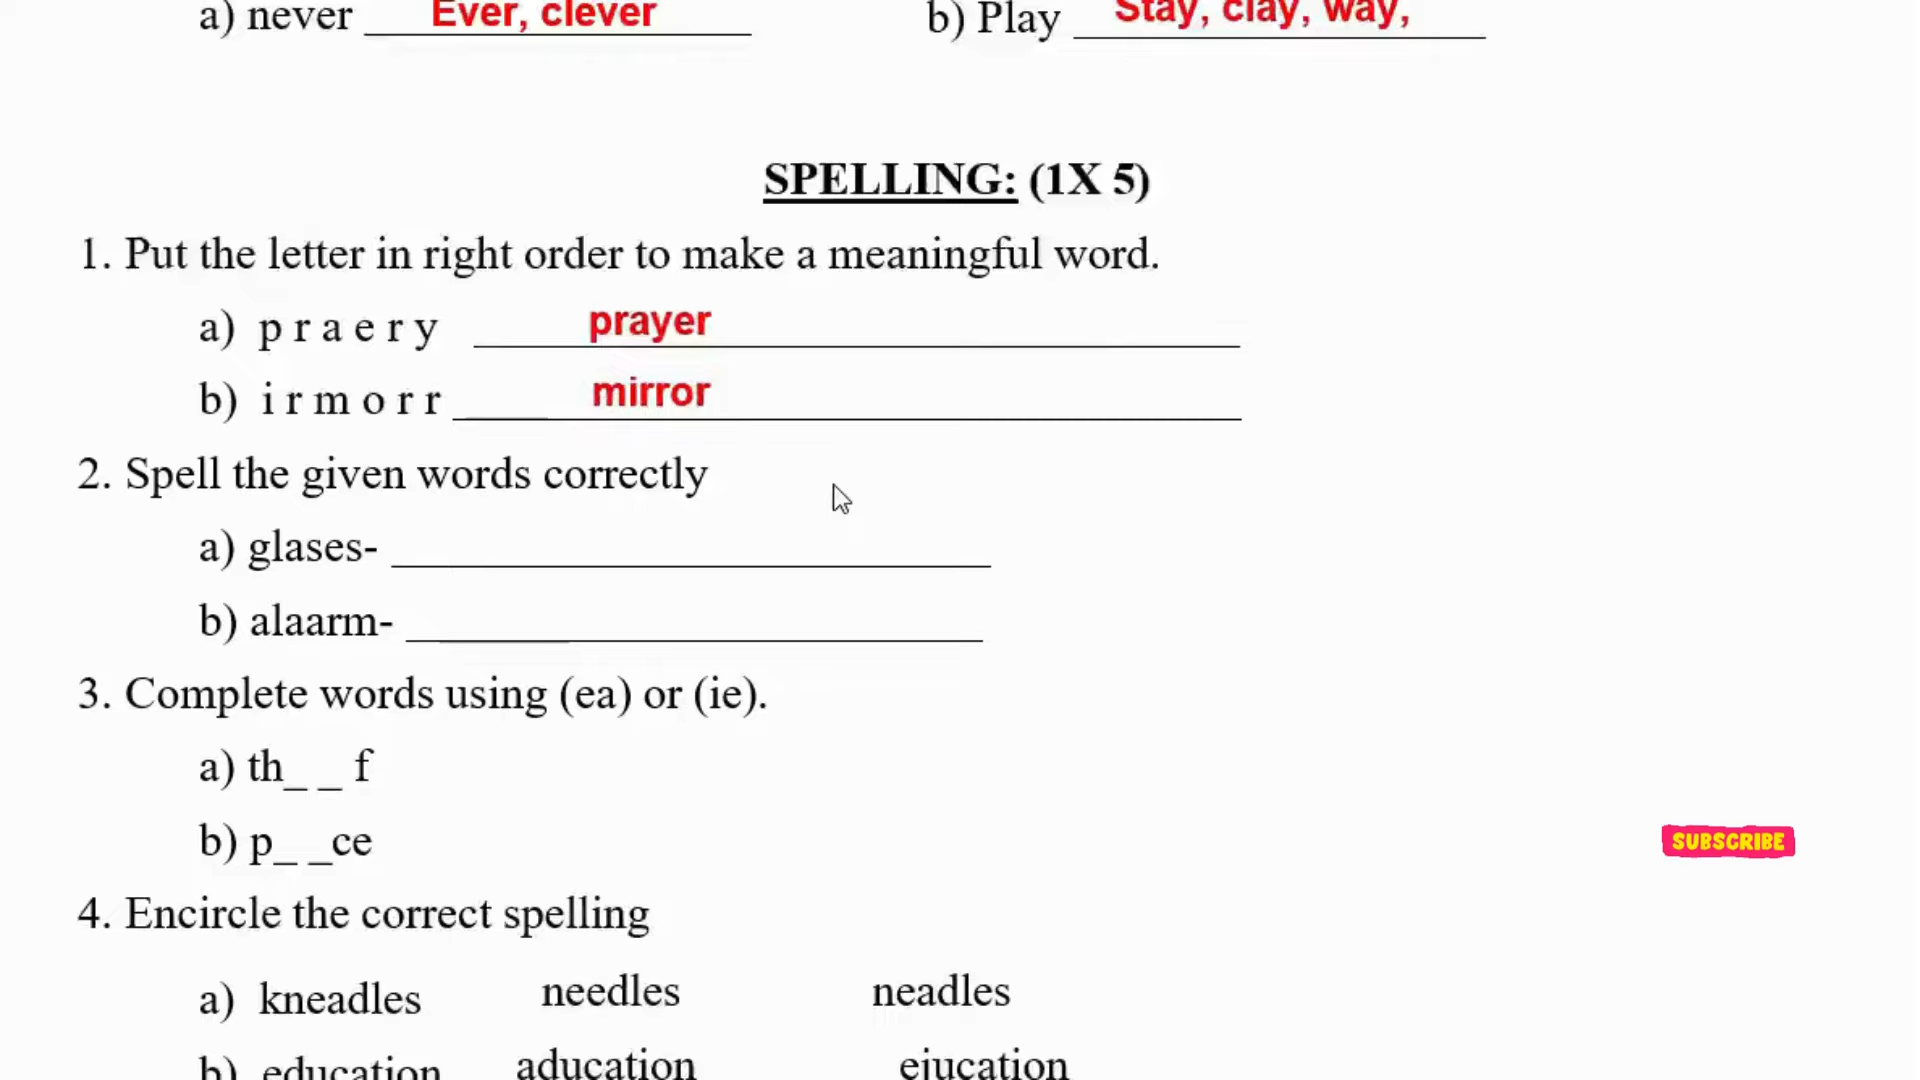 a) never Ever, clever b) Play Stay, clay, way,
SPELLING: (1X 5)
1. Put the letter in right order to make a meaningful word.
a) p r a e r y prayer
b) i r m o r r mirror
2. Spell the given words correctly
a) glases-
b) alaarm-
3. Complete words using (ea) or (ie).
a) th_ _ f
b) p_ _ce
SUBSCRIBE
4. Encircle the correct spelling
a) kneadles needles neadles
b) education aducation ejucation